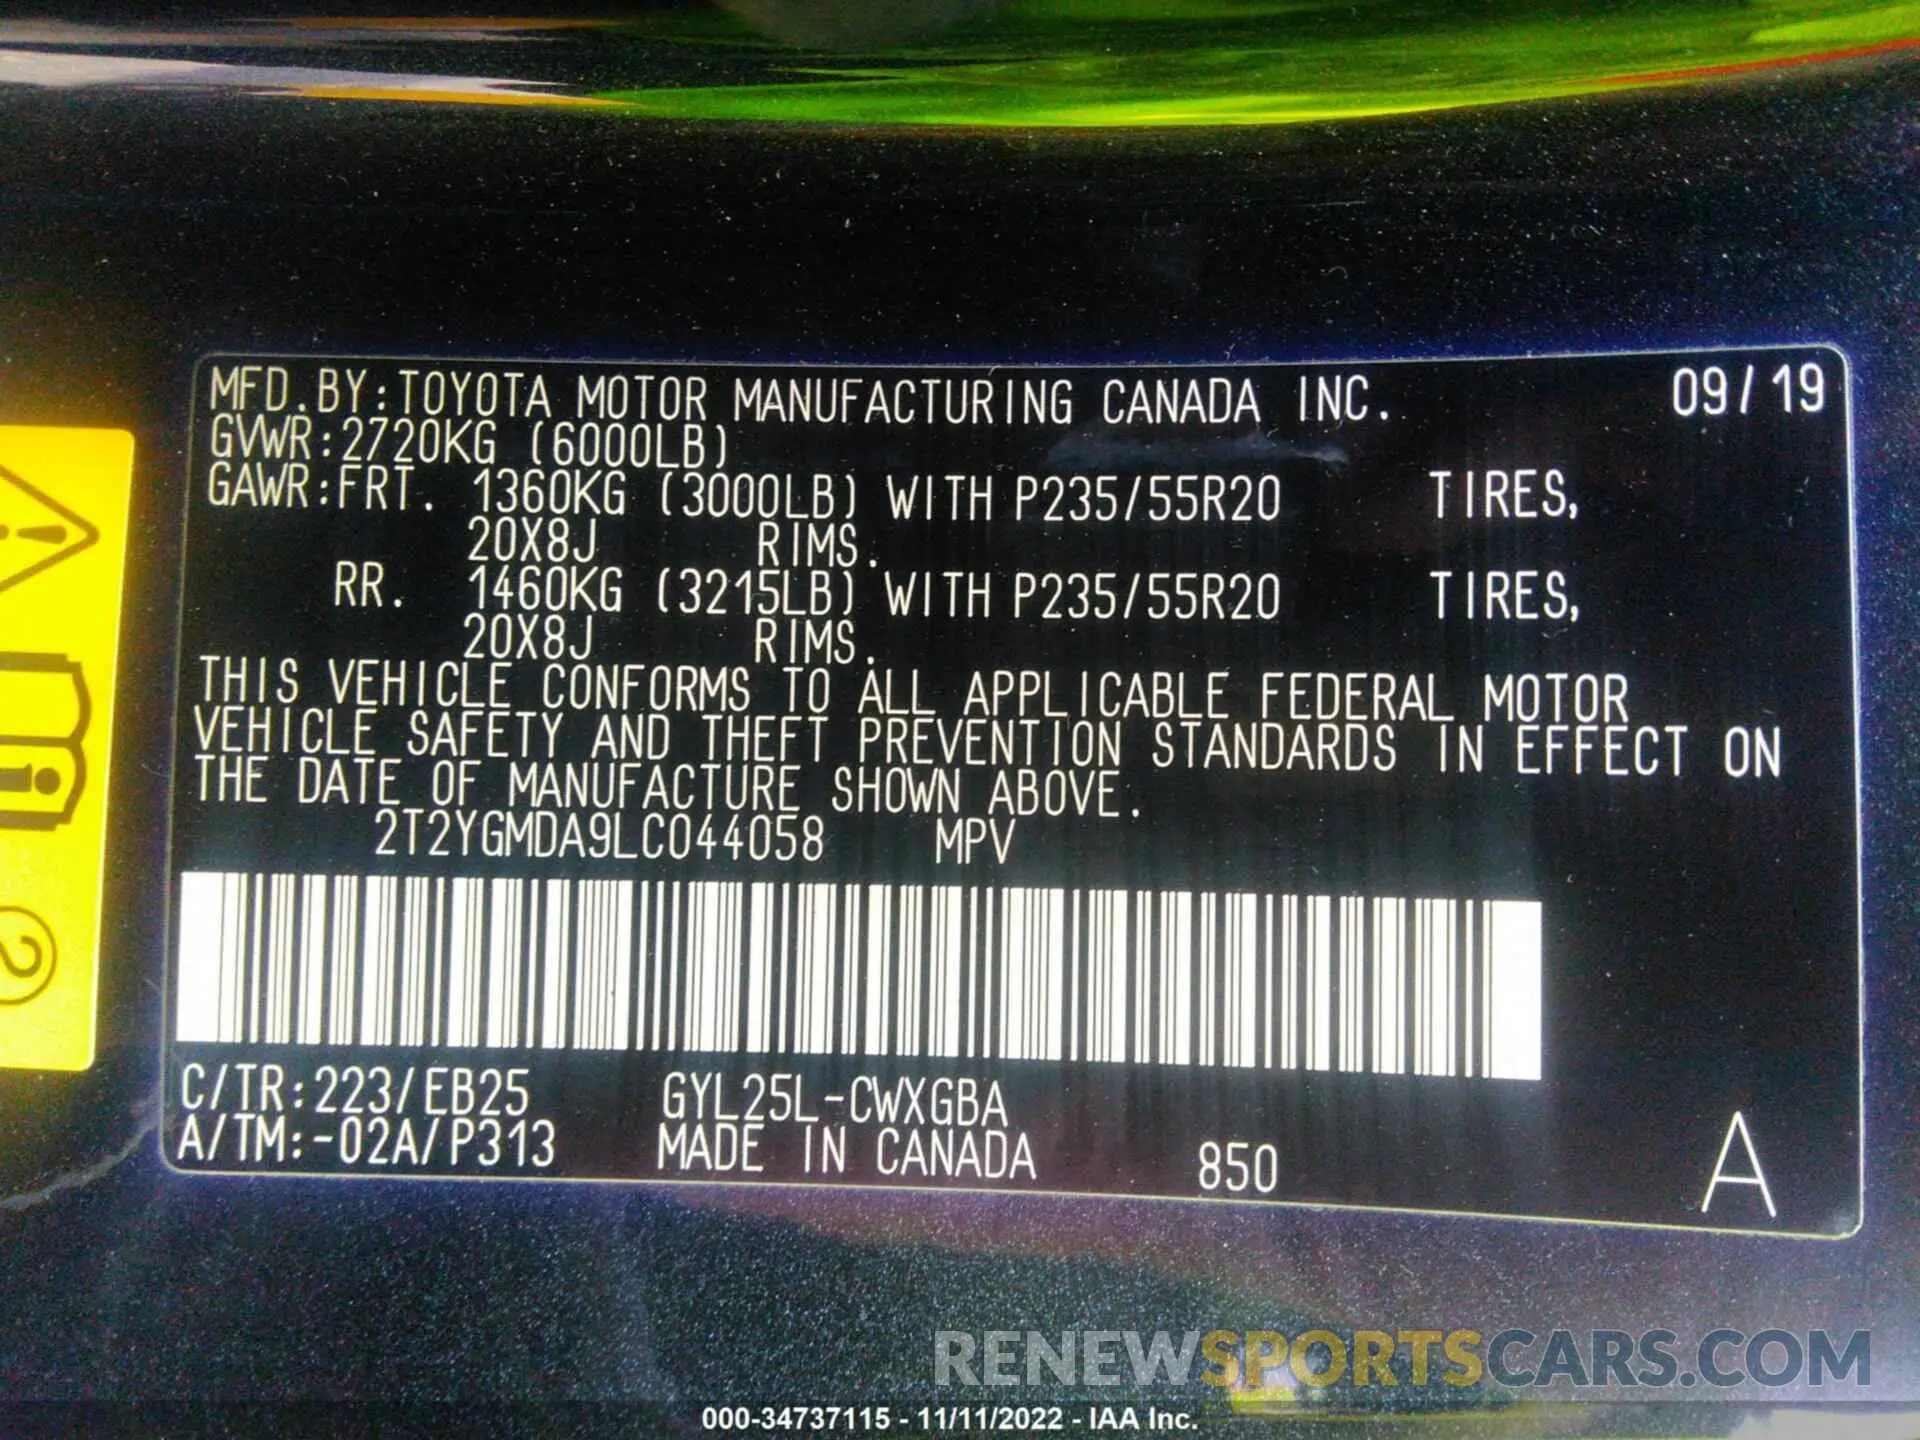 MFD.BY:TOYOTA MOTOR MANUFACTURING CANADA INC. 09/19
GVWR:2720KG (6000LB)
GAWR:FRT. 1360KG (3000LB) WITH P235/55R20 TIRES,
20X8J RIMS.
RR. 1460KG (3215LB) WITH P235/55R20 TIRES,
20X8J RIMS.
THIS VEHICLE CONFORMS TO ALL APPLICABLE FEDERAL MOTOR
VEHICLE SAFETY AND THEFT PREVENTION STANDARDS IN EFFECT ON
THE DATE OF MANUFACTURE SHOWN ABOVE.
2T2YGMDA9LC044058 MPV
2
C/TR:223/EB25 GYL25L-CWXGBA
A/TM:-02A/P313 MADE IN CANADA 850 A
RENEWSPORTSCARS.COM
000-34737115 - 11/11/2022 - IAA Inc.